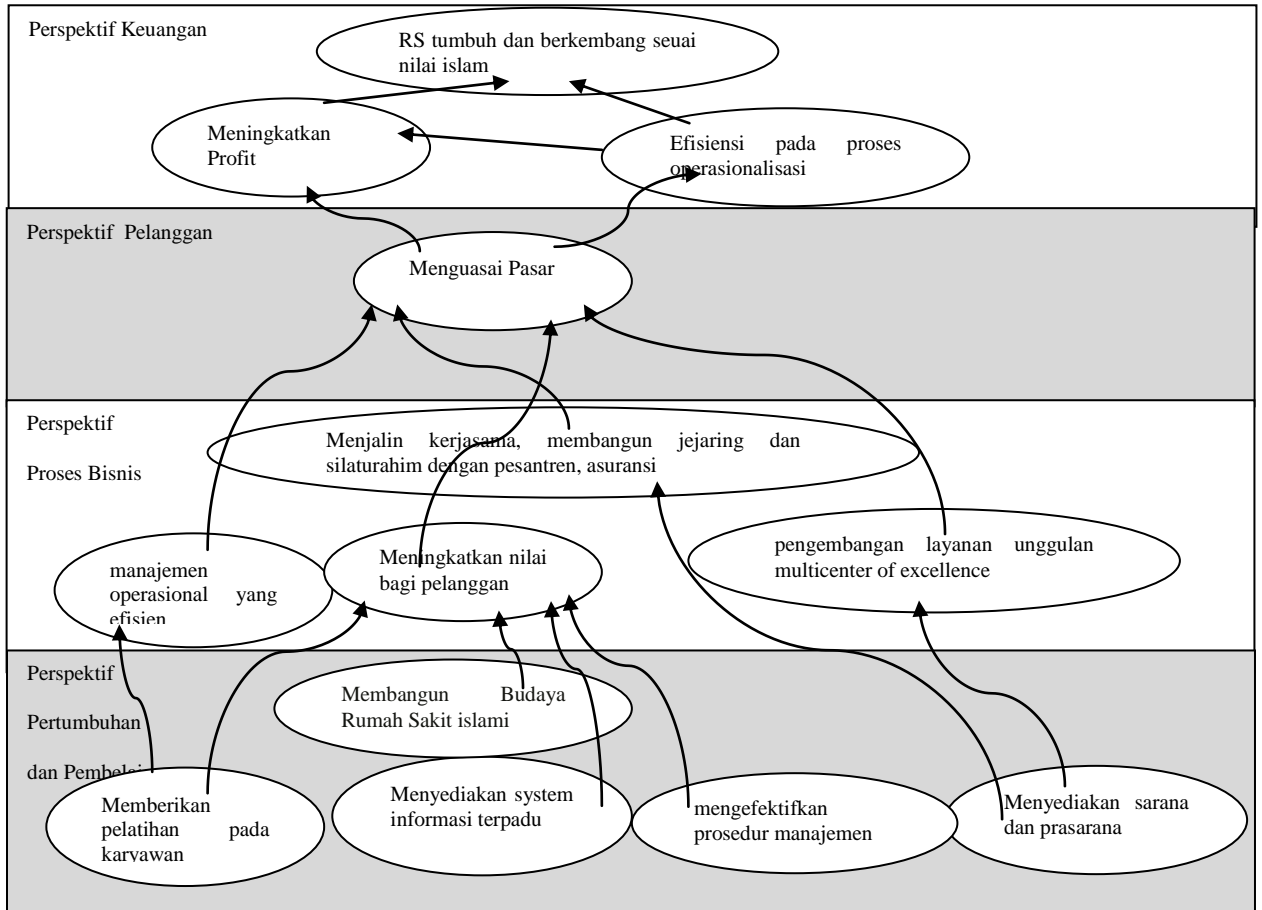 Perspektif Keuangan
RS tumbuh dan berkembang seuai
nilai islam
Meningkatkan
Profit
Efisiensi pada proses
operasionalisasi
Perspektif Pelanggan
Menguasai Pasar
Perspektif
Proses Bisnis
Menjalin kerjasama, membangun jejaring dan
silaturahim dengan pesantren, asuransi
manajemen
operasional yang
efisien
Meningkatkan nilai
bagi pelanggan
pengembangan layanan unggulan
multicenter of excellence
Perspektif
Pertumbuhan
dan
Membangun Budaya
Rumah Sakit islami
Memberikan
pelatihan pada
karyawan
Menyediakan system
informasi terpadu
mengefektifkan
prosedur manajemen
Menyediakan sarana
dan prasarana